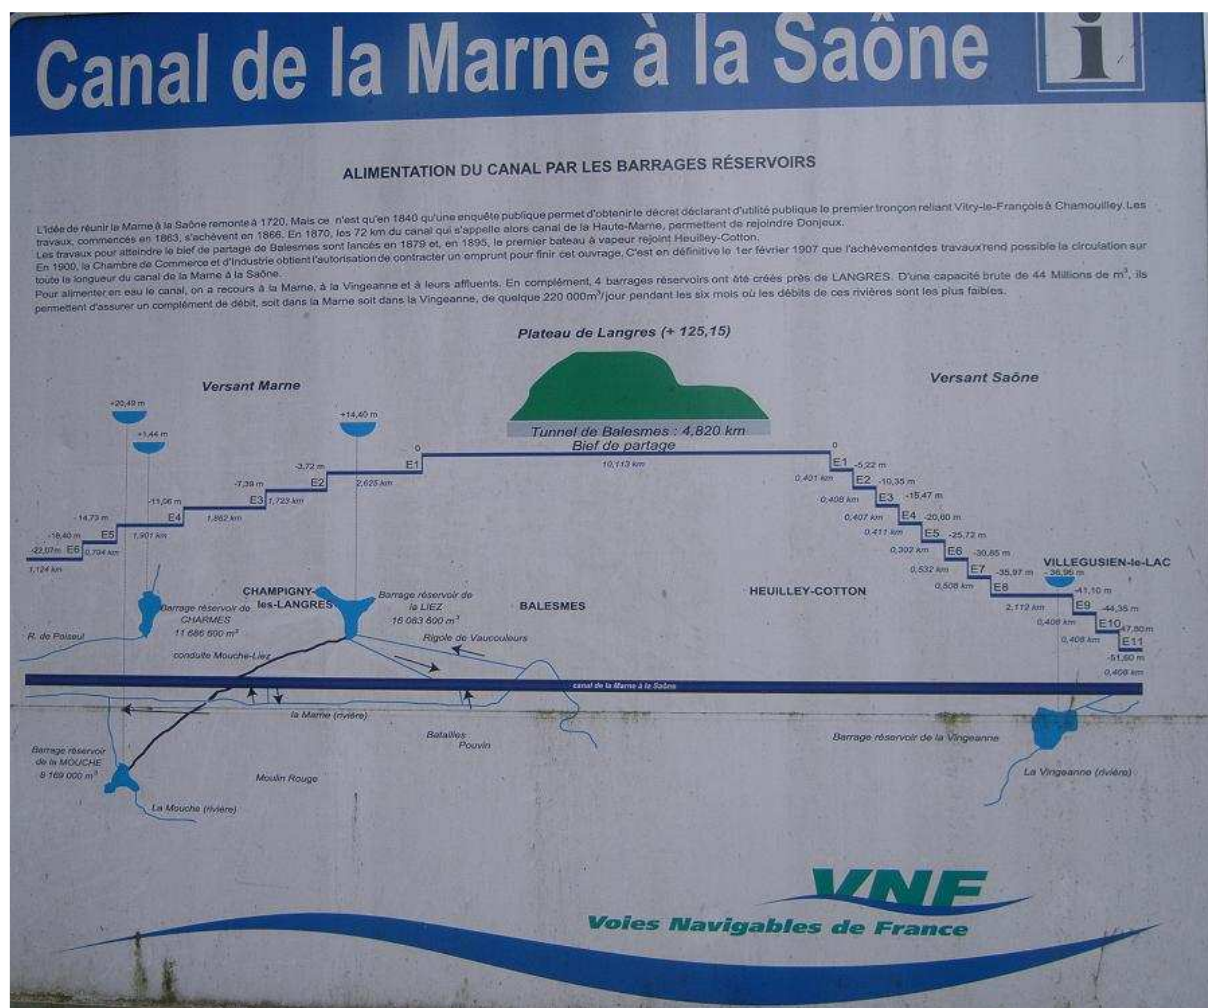 Canal de la Marne à la Saône
i
ALIMENTATION DU CANAL PAR LES BARRAGES RÉSERVOIRS
L'idée de réunir la Marne à la Saône remonte à 1720. Mais ce n'est qu'en 1840 qu'une enquête publique permet d'obtenir le décret déclarant d'utilité publique le premier tronçon reliant Vitry-le-François à Chamouilley. Les
travaux, commencés en 1863, s'achèvent en 1866. En 1870, les 72 km du canal qui s'appelle alors canal de la Haute-Marne, permettent de rejoindre Donjeux.
Les travaux pour atteindre le bief de partage de Balesmes sont lancés en 1879 et, en 1895, le premier bateau à vapeur rejoint Heuilley-Cotton.
En 1900, la Chambre de Commerce et d'Industrie obtient l'autorisation de contracter un emprunt pour finir cet ouvrage. C'est en définitive le 1er février 1907 que l'achèvement des travaux rend possible la circulation sur
toute la longueur du canal de la Marne à la Saône.
Pour alimenter en eau le canal, on a recours à la Marne, à la Vingeanne et à leurs affluents. En complément, 4 barrages réservoirs ont été créés près de LANGRES. D'une capacité brute de 44 Millions de m³, ils
permettent d'assurer un complément de débit, soit dans la Marne soit dans la Vingeanne, de quelque 220 000m³/jour pendant les six mois où les débits de ces rivières sont les plus faibles.
Plateau de Langres (+ 125,15)
Versant Marne
Versant Saône
+20,49 m
+14,40 m
+1,44 m
Tunnel de Balesmes : 4,820 km
Bief de partage
10,113 km
0
E1
2,625 km
-3,72 m
E2
1,723 km
-7,39 m
E3
1,862 km
-11,06 m
E4
1,901 km
-14,73 m
E5
0,794 km
-18,40 m
E6
1,124 km
-22,07m
0
E1
0,401 km
-5,22 m
E2
0,408 km
-10,35 m
E3
0,407 km
-15,47 m
E4
0,411 km
-20,60 m
E5
0,302 km
-25,72 m
E6
0,532 km
-30,85 m
E7
0,508 km
-35,97 m
E8
2,112 km
VILLEGUSIEN-le-LAC
- 36,95 m
-41,10 m
E9
0,408 km
-44,35 m
E10
0,408 km
-47,80m
E11
-51,60 m
0,408 km
CHAMPIGNY-
les-LANGRES
BALESMES
HEUILLEY-COTTON
Barrage réservoir de
CHARMES
11 686 600 m³
Barrage réservoir de
la LIEZ
16 083 600 m³
R. de Poiseul
conduite Mouche-Liez
Rigole de Vaucouleurs
canal de la Marne à la Saône
la Marne (rivière)
Batailles
Pouvin
Barrage réservoir
de la MOUCHE
8 169 000 m³
Moulin Rouge
La Mouche (rivière)
Barrage réservoir de la Vingeanne
La Vingeanne (rivière)
VNF
Voies Navigables de France